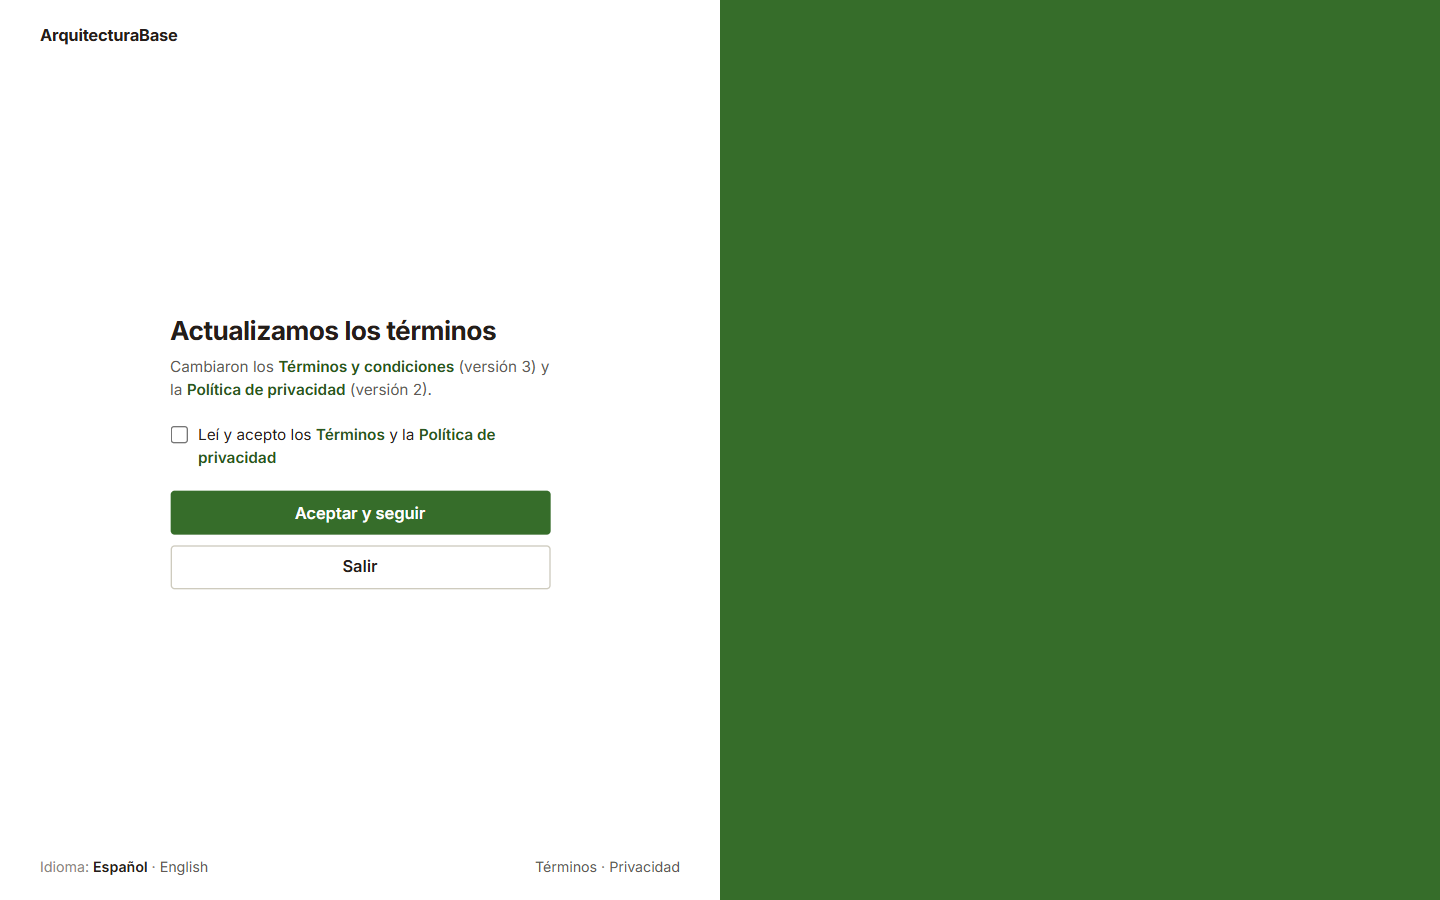 ArquitecturaBase
Actualizamos los términos
Cambiaron los Términos y condiciones (versión 3) y
la Política de privacidad (versión 2).
Leí y acepto los Términos y la Política de
privacidad
Aceptar y seguir
Salir
Idioma: Español · English
Términos · Privacidad